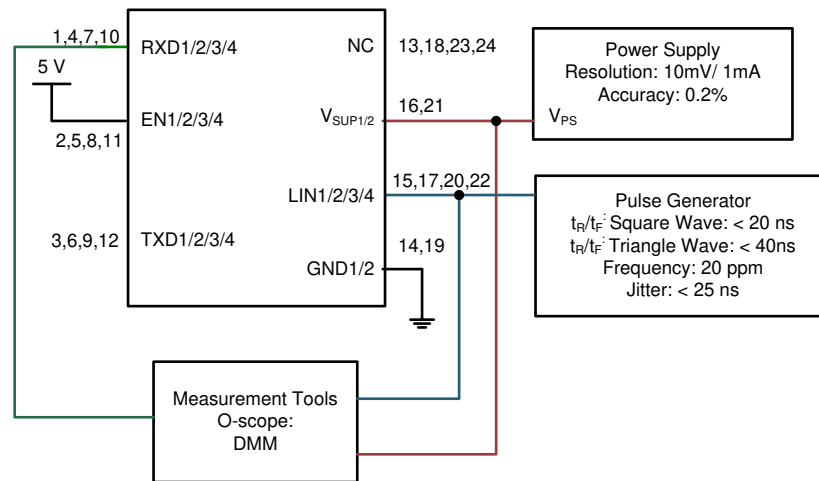 1,4,7,10
RXD1/2/3/4
NC
13,18,23,24
5 V
EN1/2/3/4
2,5,8,11
VSUP1/2
16,21
VPS
Power Supply
Resolution: 10mV/ 1mA
Accuracy: 0.2%
LIN1/2/3/4
15,17,20,22
3,6,9,12
TXD1/2/3/4
GND1/2
14,19
Pulse Generator
tR/tF: Square Wave: < 20 ns
tR/tF: Triangle Wave: < 40ns
Frequency: 20 ppm
Jitter: < 25 ns
Measurement Tools
O-scope:
DMM